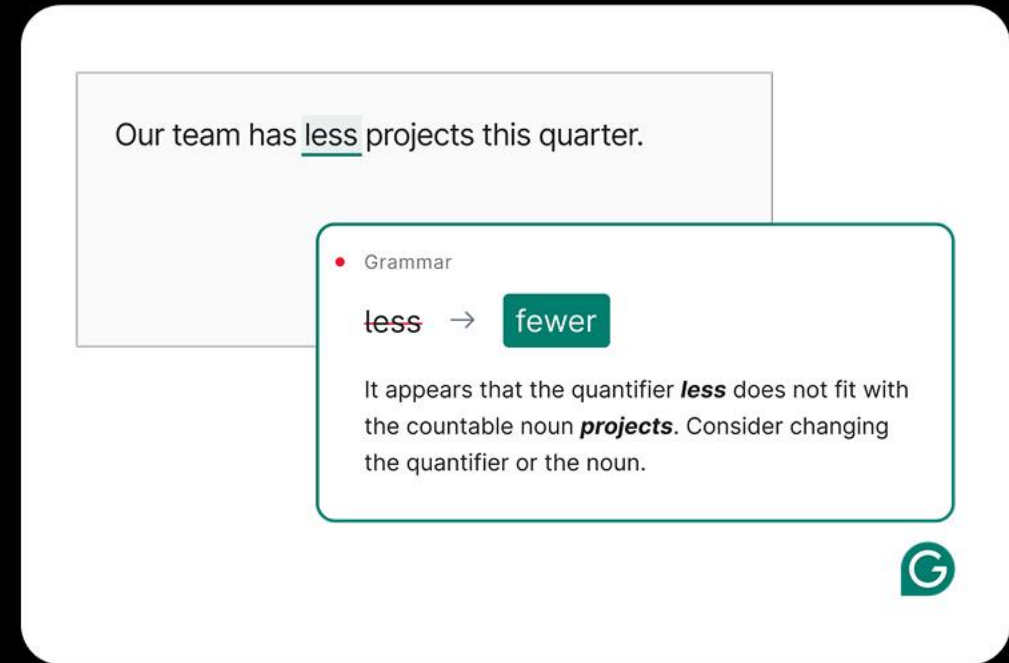 Our team has less projects this quarter.
Grammar
less → fewer
It appears that the quantifier less does not fit with
the countable noun projects. Consider changing
the quantifier or the noun.
G